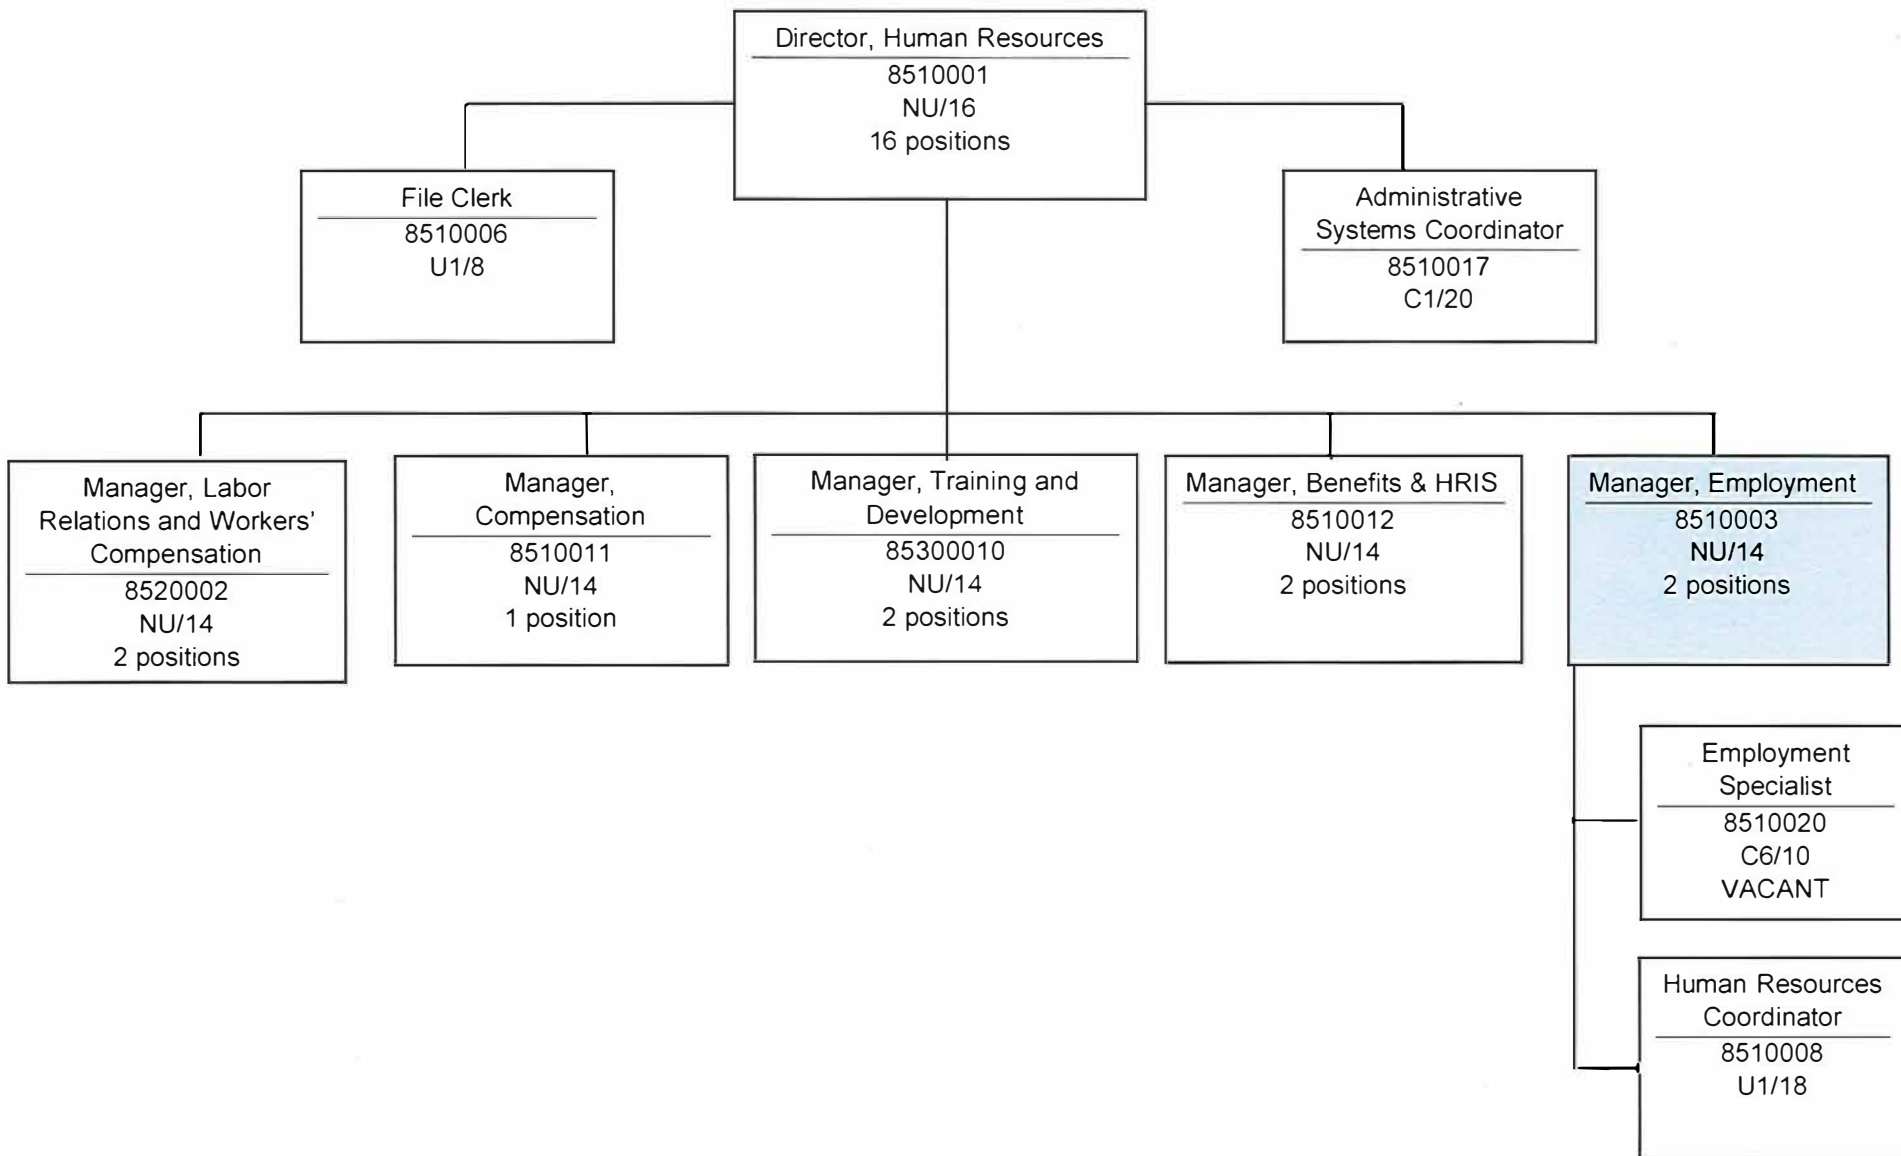 Director, Human Resources
8510001
NU/16
16 positions
File Clerk
8510006
U1/8
Administrative
Systems Coordinator
8510017
C1/20
Manager, Labor
Relations and Workers’
Compensation
8520002
NU/14
2 positions
Manager,
Compensation
8510011
NU/14
1 position
Manager, Training and
Development
85300010
NU/14
2 positions
Manager, Benefits & HRIS
8510012
NU/14
2 positions
Manager, Employment
8510003
NU/14
2 positions
Employment
Specialist
8510020
C6/10
VACANT
Human Resources
Coordinator
8510008
U1/18